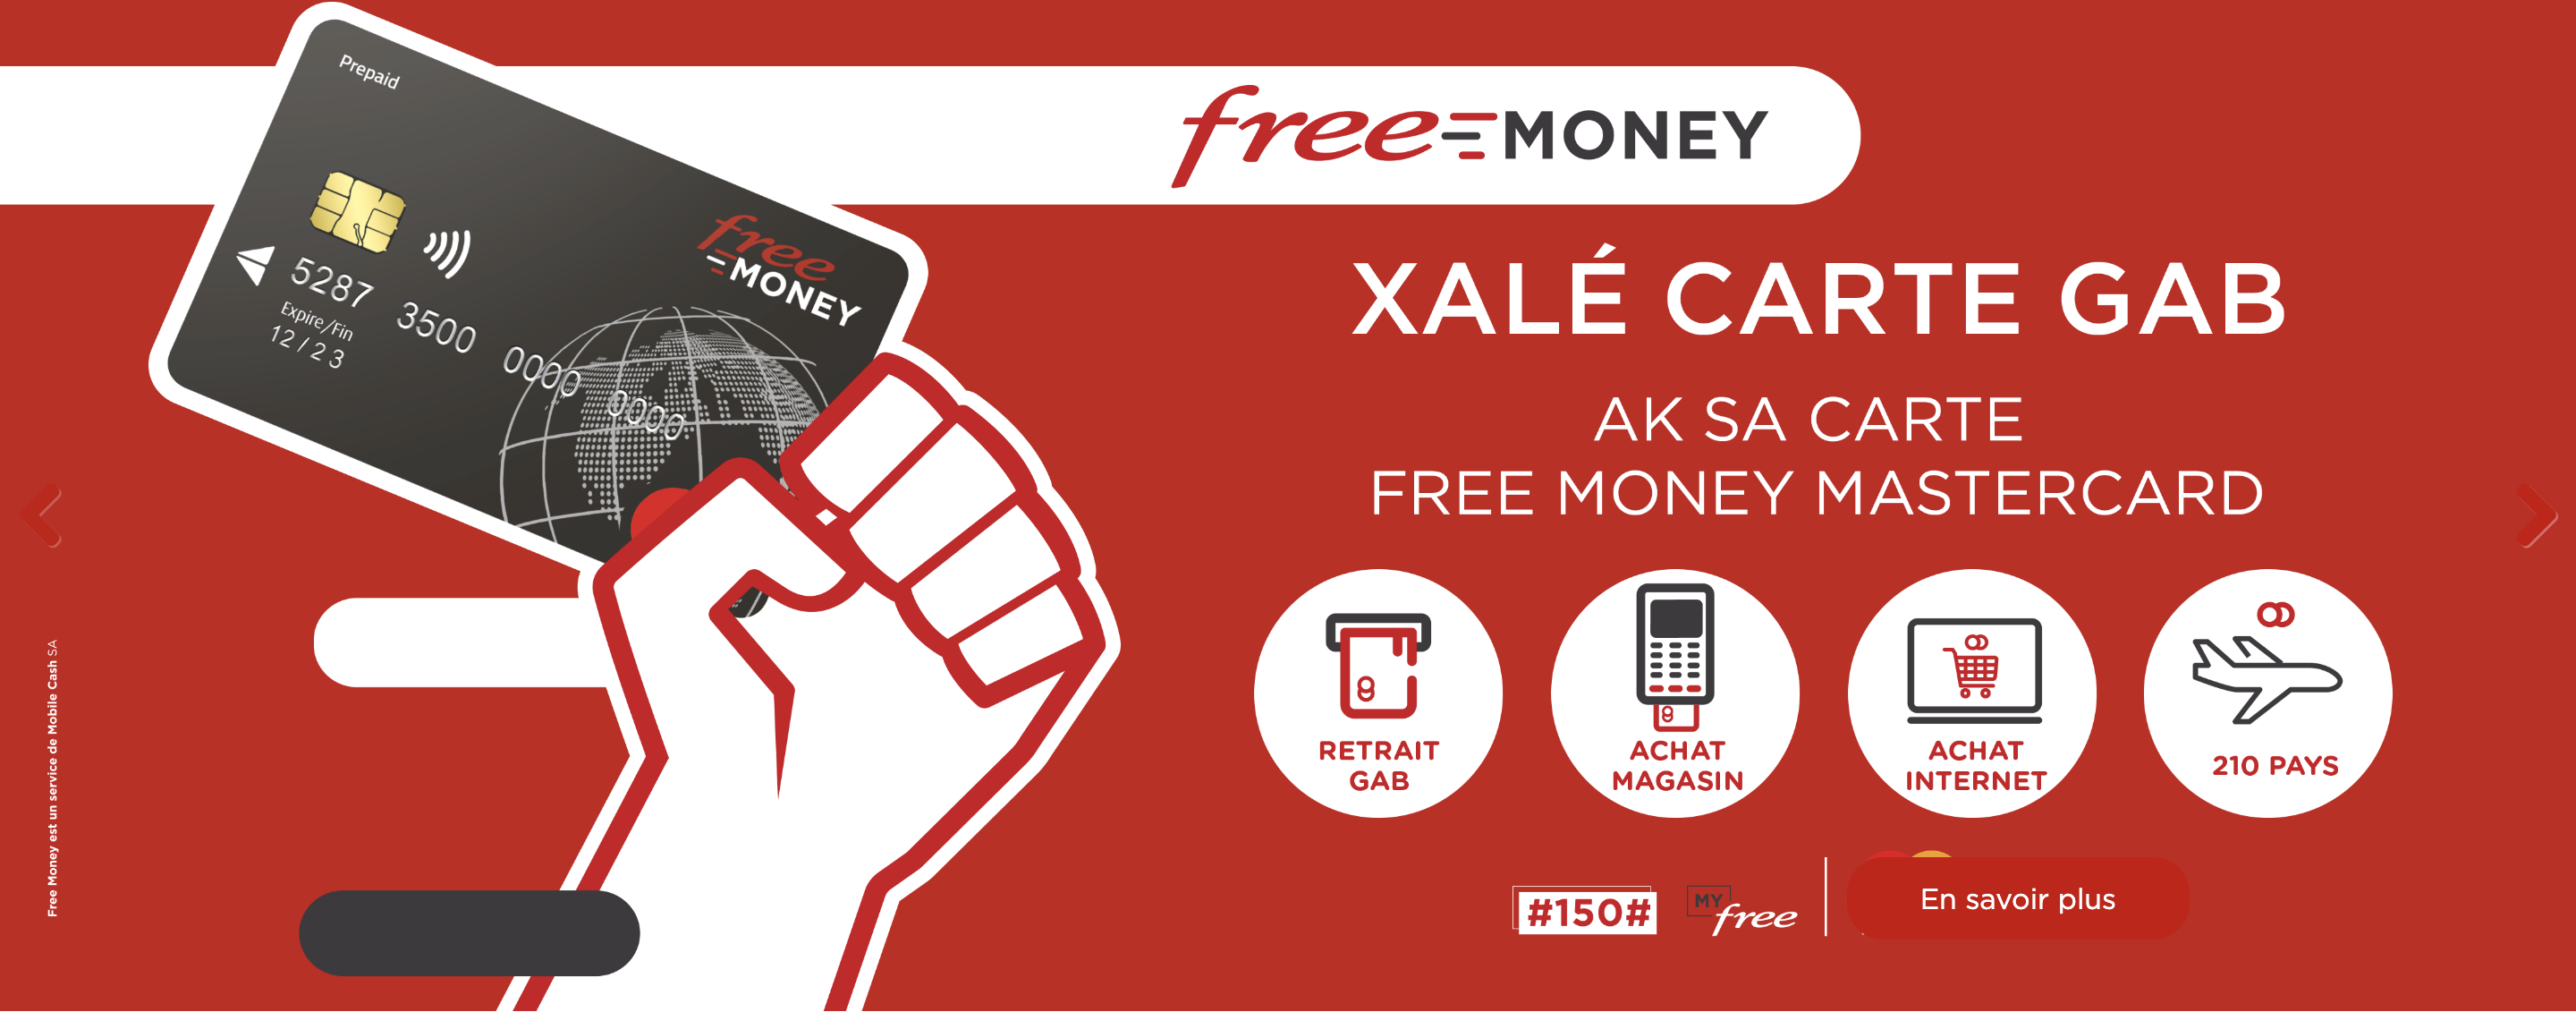 Prepaid
free
MONEY
5287 3500 0000 0000
Expire/Fin
12/23
free MONEY
XALÉ CARTE GAB
AK SA CARTE
FREE MONEY MASTERCARD
RETRAIT
GAB
ACHAT
MAGASIN
ACHAT
INTERNET
210 PAYS
#150#
MY
free
En savoir plus
Free Money est un service de Mobile Cash SA